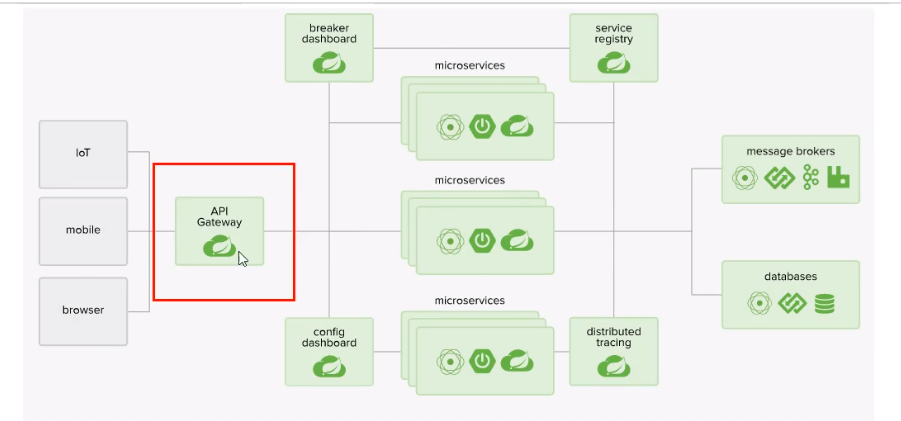 breaker
dashboard
service
registry
microservices
IoT
mobile
browser
API
Gateway
microservices
message brokers
databases
microservices
config
dashboard
distributed
tracing